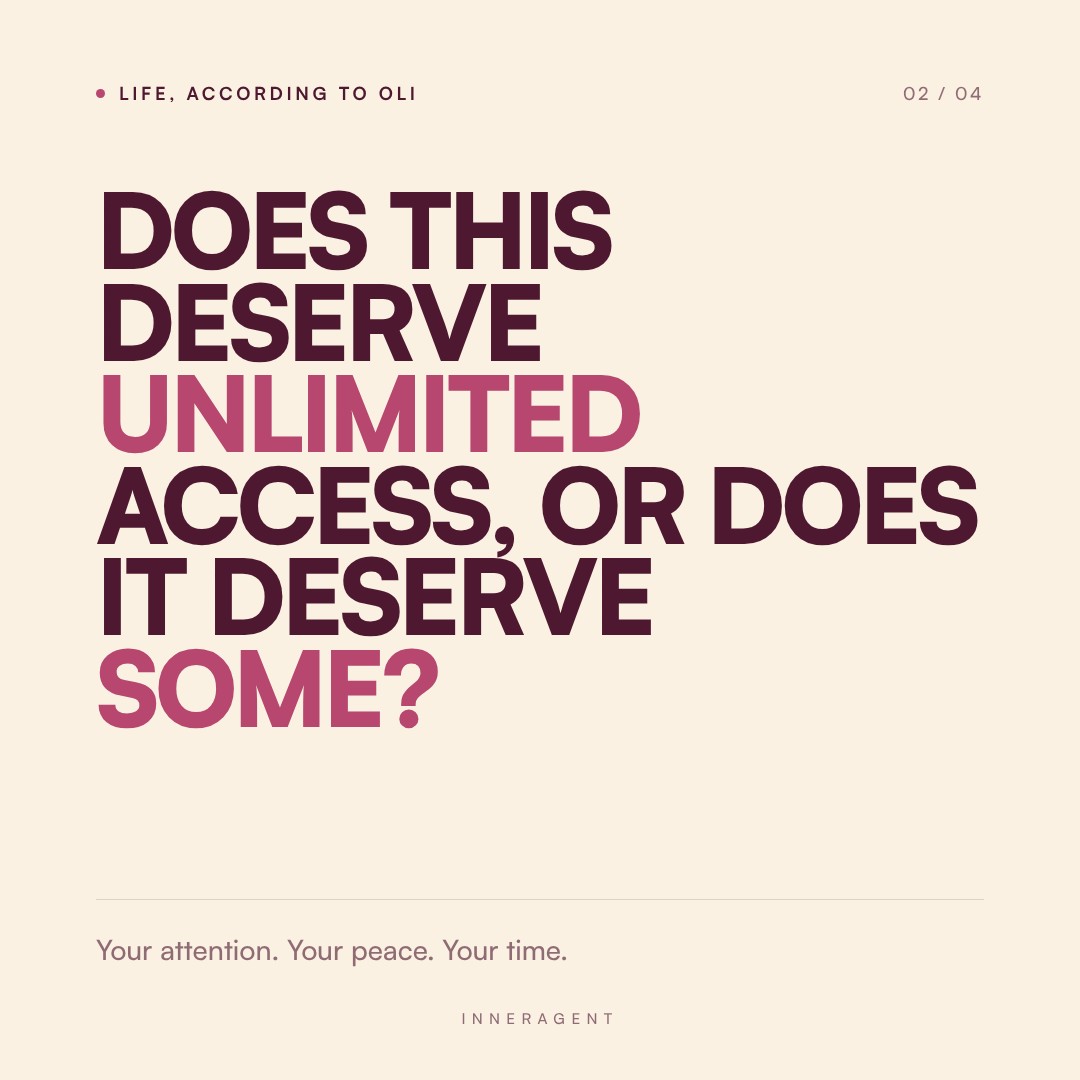 LIFE, ACCORDING TO OLI
02 / 04
DOES THIS
DESERVE
UNLIMITED
ACCESS, OR DOES
IT DESERVE
SOME?
Your attention. Your peace. Your time.
INNERAGENT